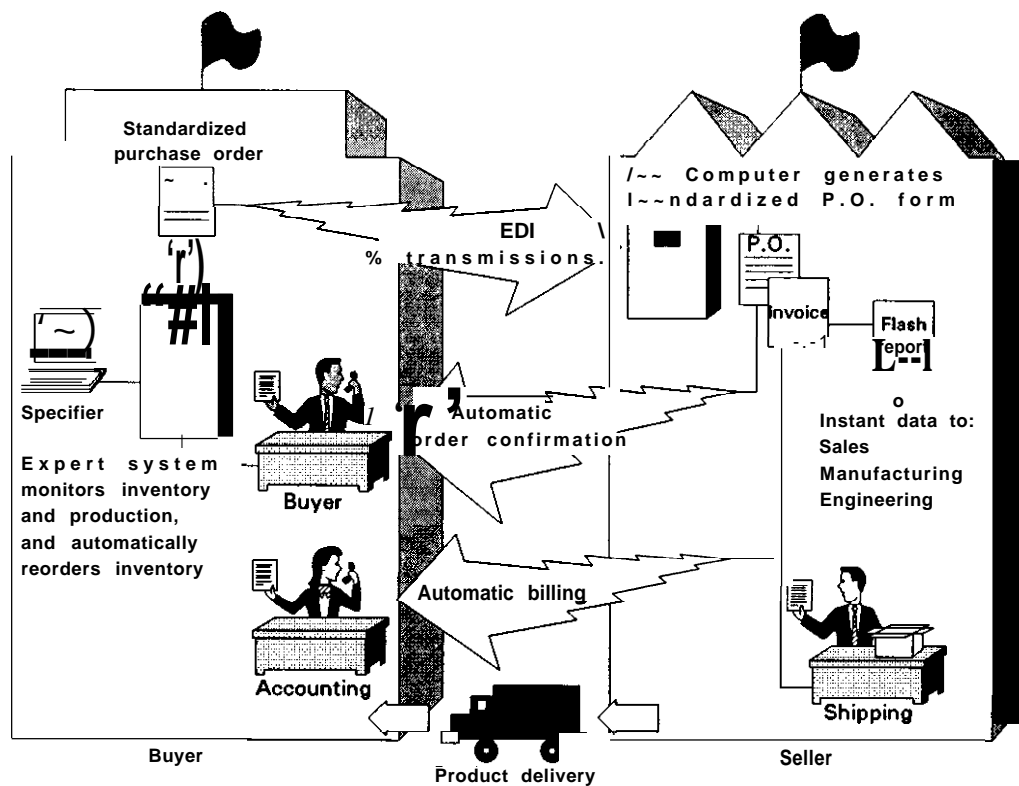 Standardized
purchase order
EDI
transmissions.
Computer generates
P.O. form
P.O.
invoice
Flash
report
Specifier
Automatic
order confirmation
Instant data to:
Sales
Manufacturing
Engineering
Expert system
monitors inventory
and production,
and automatically
reorders inventory
Buyer
Automatic billing
Accounting
Shipping
Buyer
Product delivery
Seller